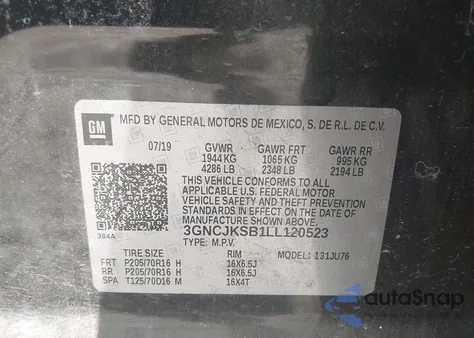 GM
MFD BY GENERAL MOTORS DE MEXICO, S. DE R.L. DE C.V.
07/19 GVWR GAWR FRT GAWR RR
1944 KG 1065 KG 995 KG
4286 LB 2348 LB 2194 LB
THIS VEHICLE CONFORMS TO ALL
APPLICABLE U.S. FEDERAL MOTOR
VEHICLE SAFETY, BUMPER, AND THEFT
PREVENTION STANDARDS IN EFFECT ON
THE DATE OF MANUFACTURE SHOWN ABOVE.
384A 3GNCJKSB1LL120523
TYPE: M.P.V. MODEL: 131JU76
TIRE SIZE RIM
FRT P205/70R16 H 16X6.5J
RR P205/70R16 H 16X6.5J
SPA T125/70D16 M 16X4T
autoSnap